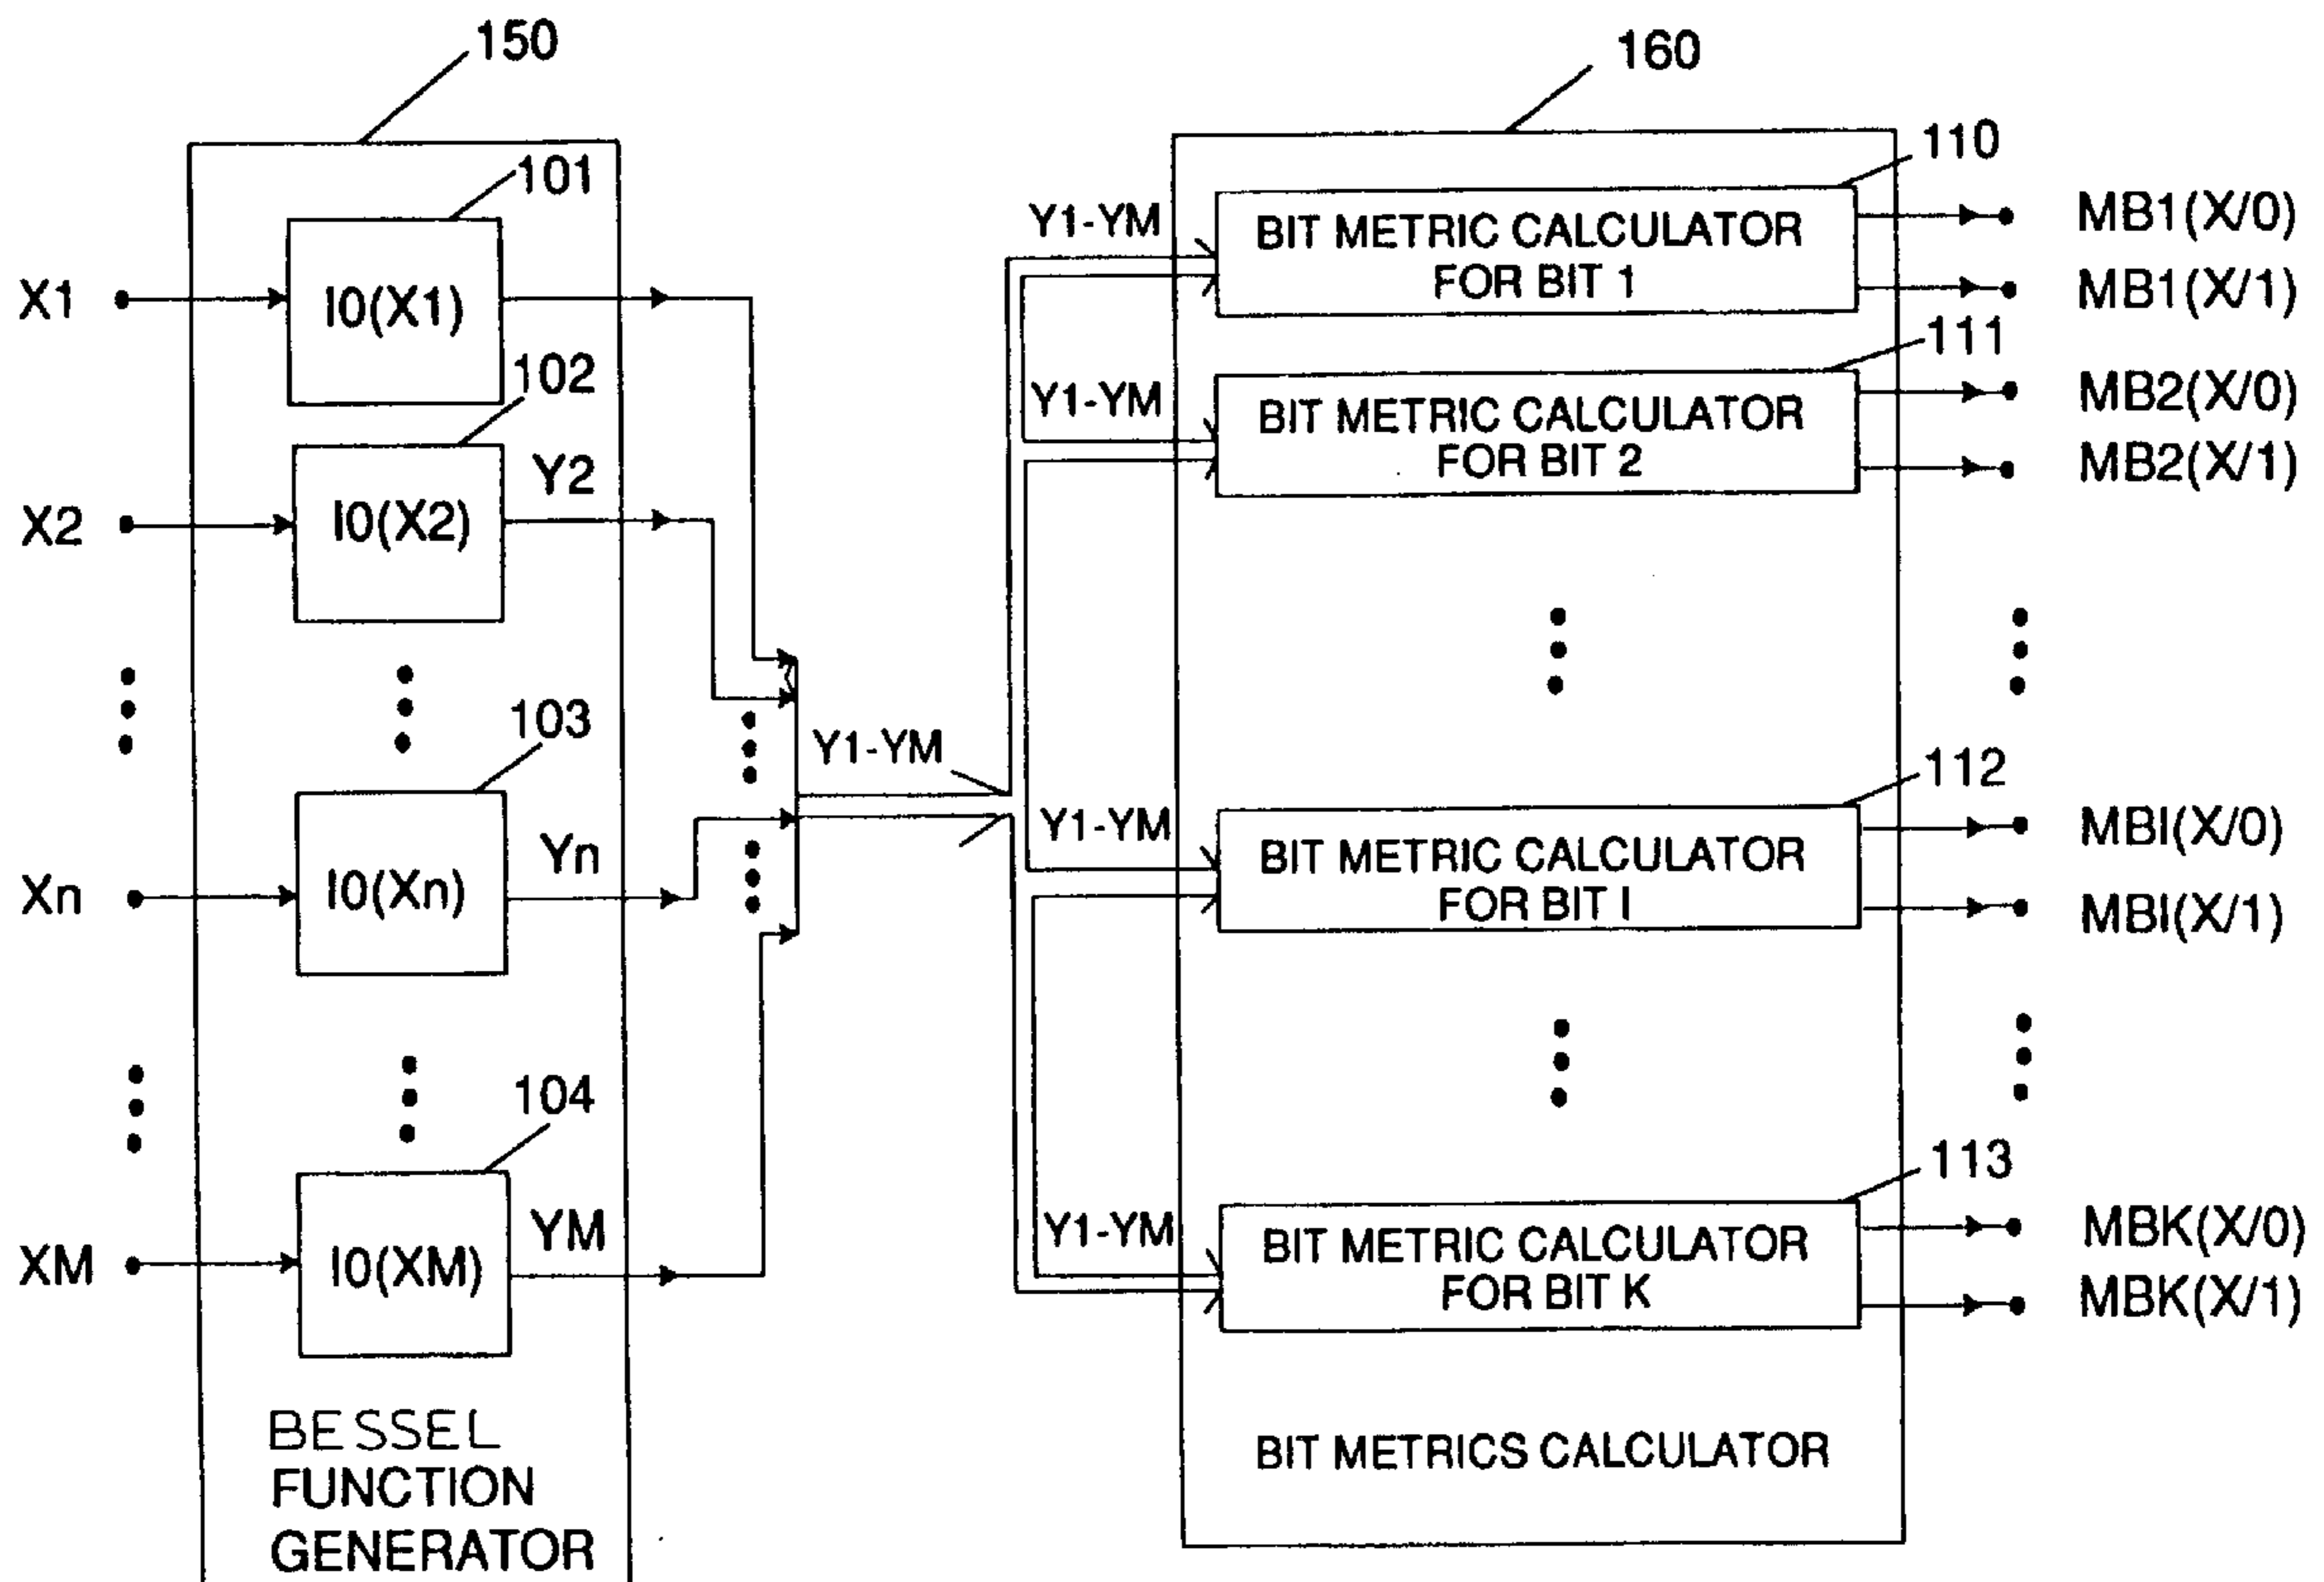 150
160
101
110
X1
I0(X1)
Y1-YM
BIT METRIC CALCULATOR
FOR BIT 1
MB1(X/0)
MB1(X/1)
102
111
X2
I0(X2)
Y2
Y1-YM
BIT METRIC CALCULATOR
FOR BIT 2
MB2(X/0)
MB2(X/1)
103
112
Xn
I0(Xn)
Yn
Y1-YM
Y1-YM
BIT METRIC CALCULATOR
FOR BIT I
MBI(X/0)
MBI(X/1)
104
113
XM
I0(XM)
YM
Y1-YM
BIT METRIC CALCULATOR
FOR BIT K
MBK(X/0)
MBK(X/1)
BESSEL
FUNCTION
GENERATOR
BIT METRICS CALCULATOR